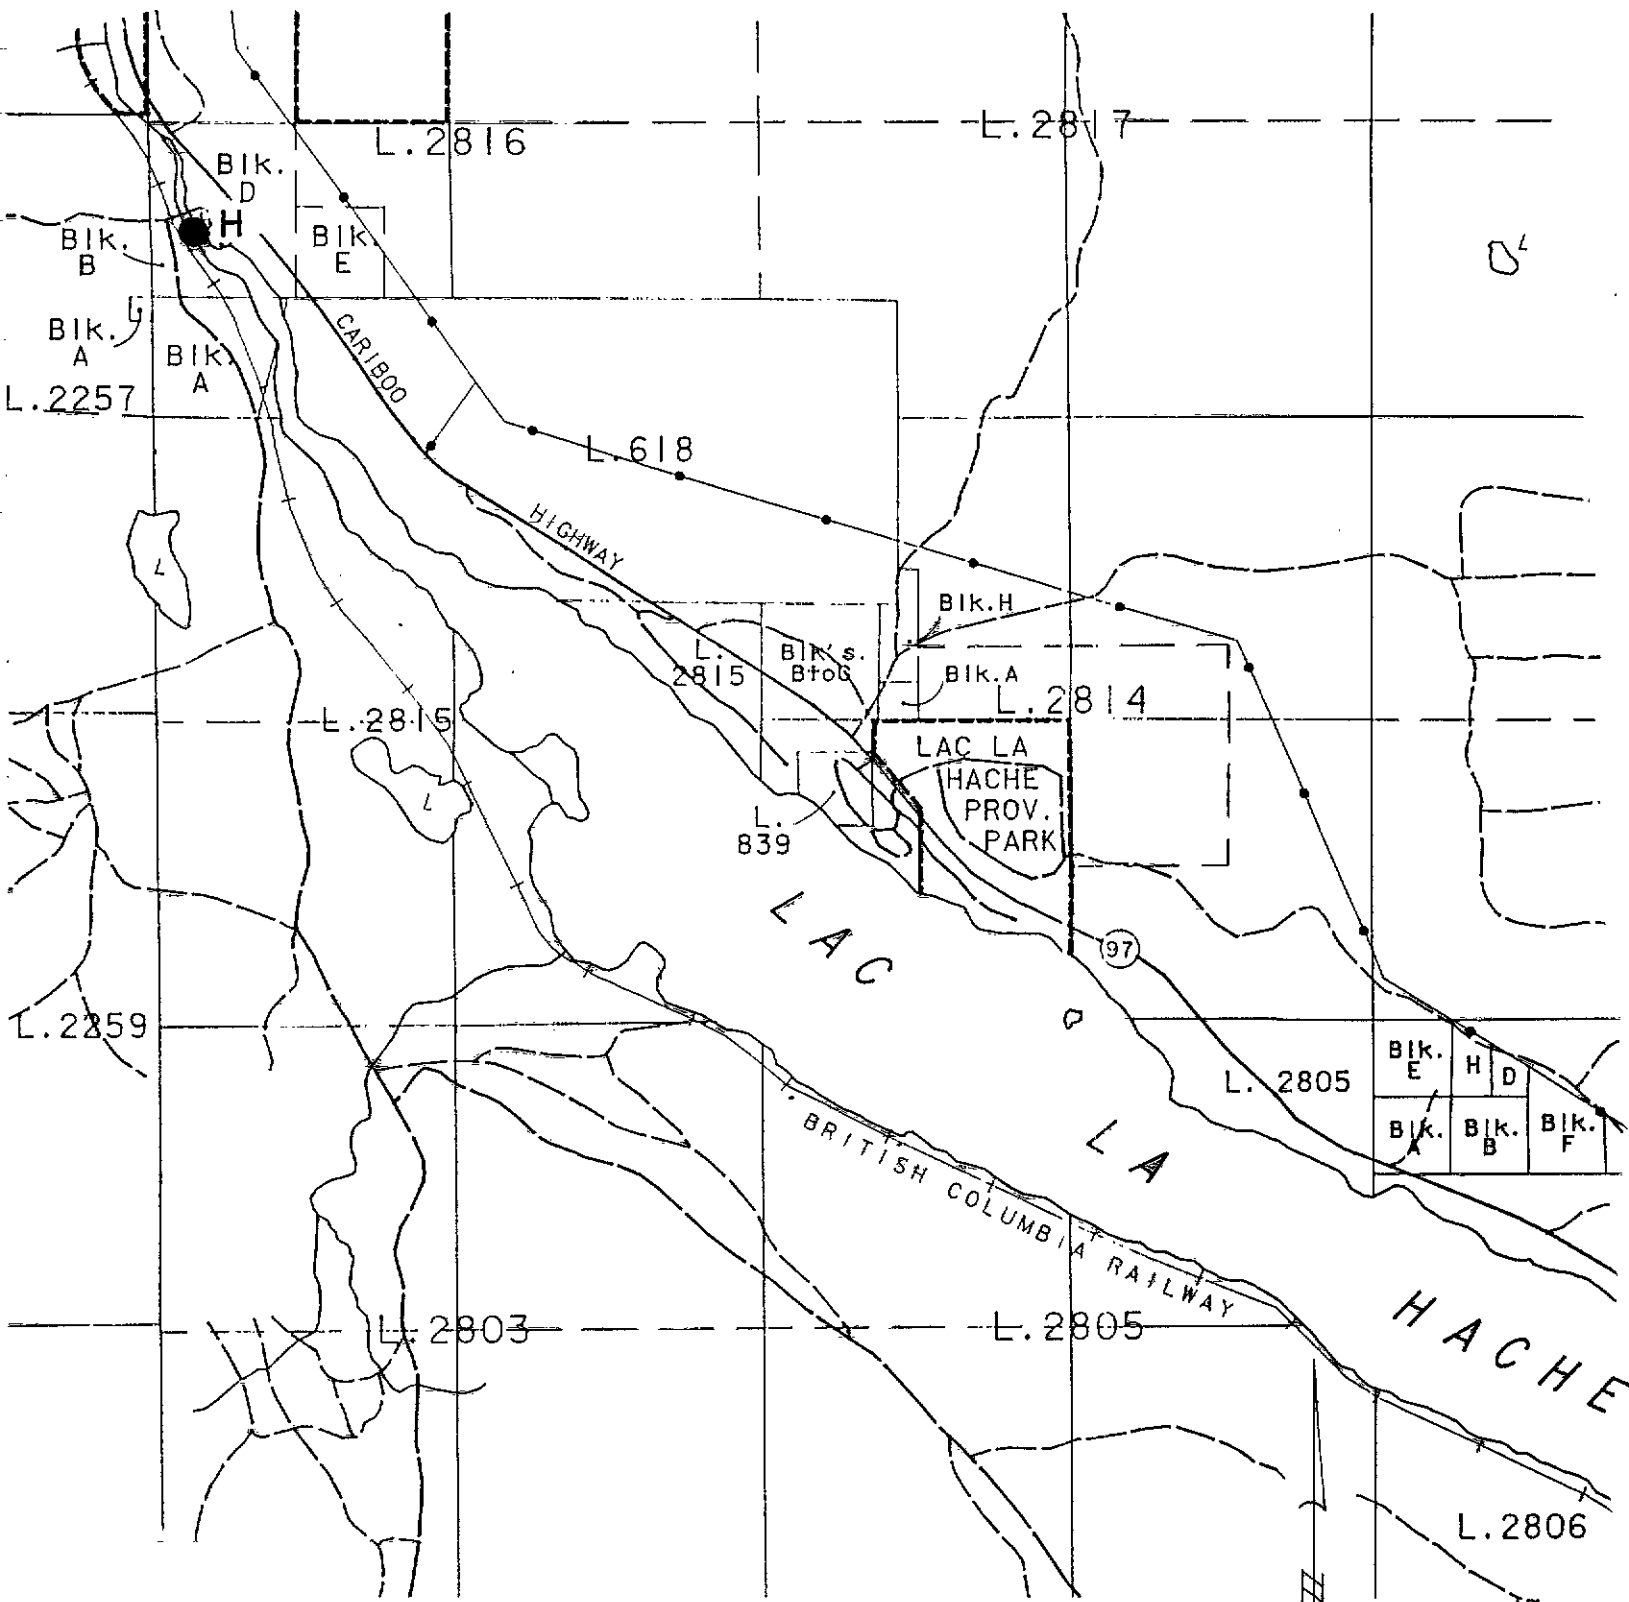 L.2816
L.2817
Blk.
D
H
Blk.
B
Blk.
E
L
Blk.
A
Blk.
A
CARIBOO
L.2257
L.618
HIGHWAY
L
Blk.H
L.
2815
Blk's.
BtoG
Blk.A
L.2814
L.2815
LAC LA
HACHE
PROV.
PARK
L
L.
839
LAC
97
L.2259
Blk.
E
H
D
L. 2805
Blk.
A
Blk.
B
Blk.
F
LA
BRITISH COLUMBIA RAILWAY
HACHE
L.2803
L.2805
L.2806